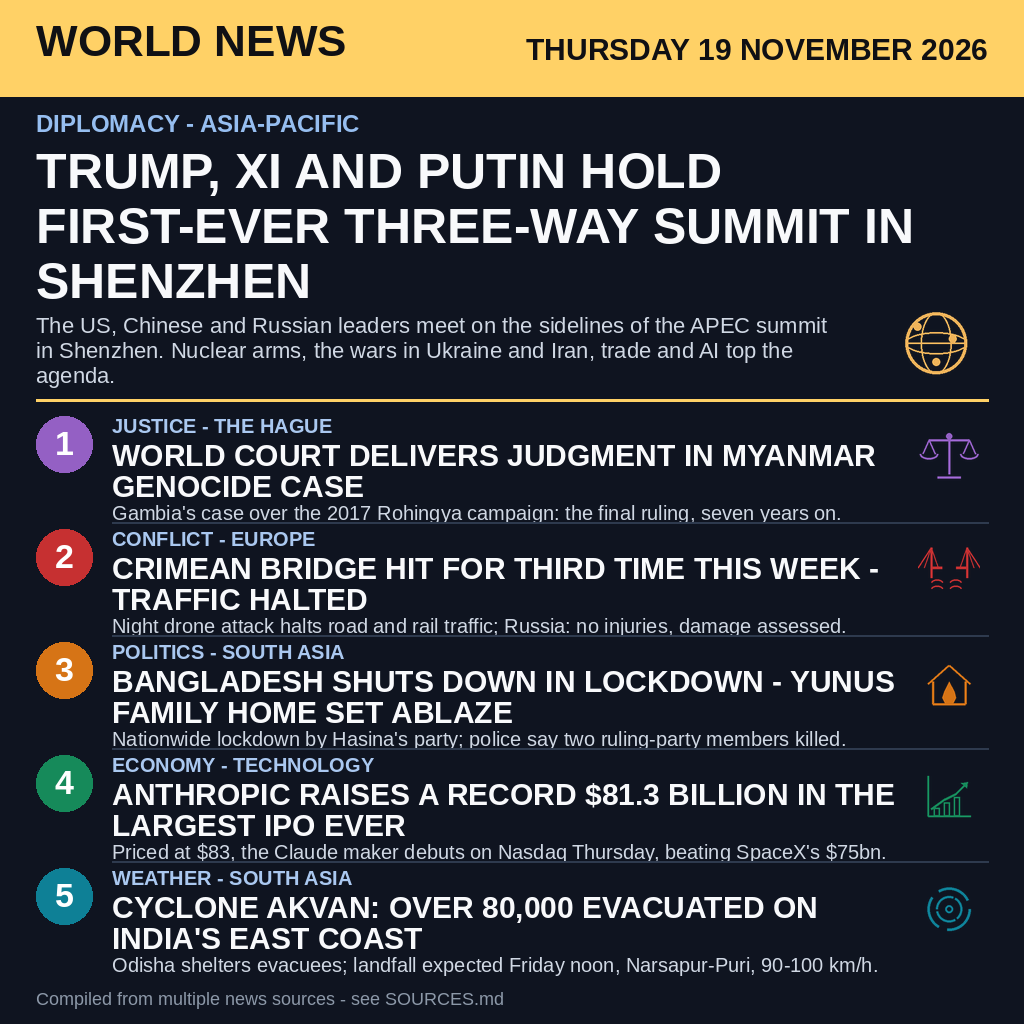 WORLD NEWS
THURSDAY 19 NOVEMBER 2026
DIPLOMACY - ASIA-PACIFIC
TRUMP, XI AND PUTIN HOLD
FIRST-EVER THREE-WAY SUMMIT IN
SHENZHEN
The US, Chinese and Russian leaders meet on the sidelines of the APEC summit
in Shenzhen. Nuclear arms, the wars in Ukraine and Iran, trade and AI top the
agenda.
1
JUSTICE - THE HAGUE
WORLD COURT DELIVERS JUDGMENT IN MYANMAR
GENOCIDE CASE
Gambia's case over the 2017 Rohingya campaign: the final ruling, seven years on.
2
CONFLICT - EUROPE
CRIMEAN BRIDGE HIT FOR THIRD TIME THIS WEEK -
TRAFFIC HALTED
Night drone attack halts road and rail traffic; Russia: no injuries, damage assessed.
3
POLITICS - SOUTH ASIA
BANGLADESH SHUTS DOWN IN LOCKDOWN - YUNUS
FAMILY HOME SET ABLAZE
Nationwide lockdown by Hasina's party; police say two ruling-party members killed.
4
ECONOMY - TECHNOLOGY
ANTHROPIC RAISES A RECORD $81.3 BILLION IN THE
LARGEST IPO EVER
Priced at $83, the Claude maker debuts on Nasdaq Thursday, beating SpaceX's $75bn.
5
WEATHER - SOUTH ASIA
CYCLONE AKVAN: OVER 80,000 EVACUATED ON
INDIA'S EAST COAST
Odisha shelters evacuees; landfall expected Friday noon, Narsapur-Puri, 90-100 km/h.
Compiled from multiple news sources - see SOURCES.md